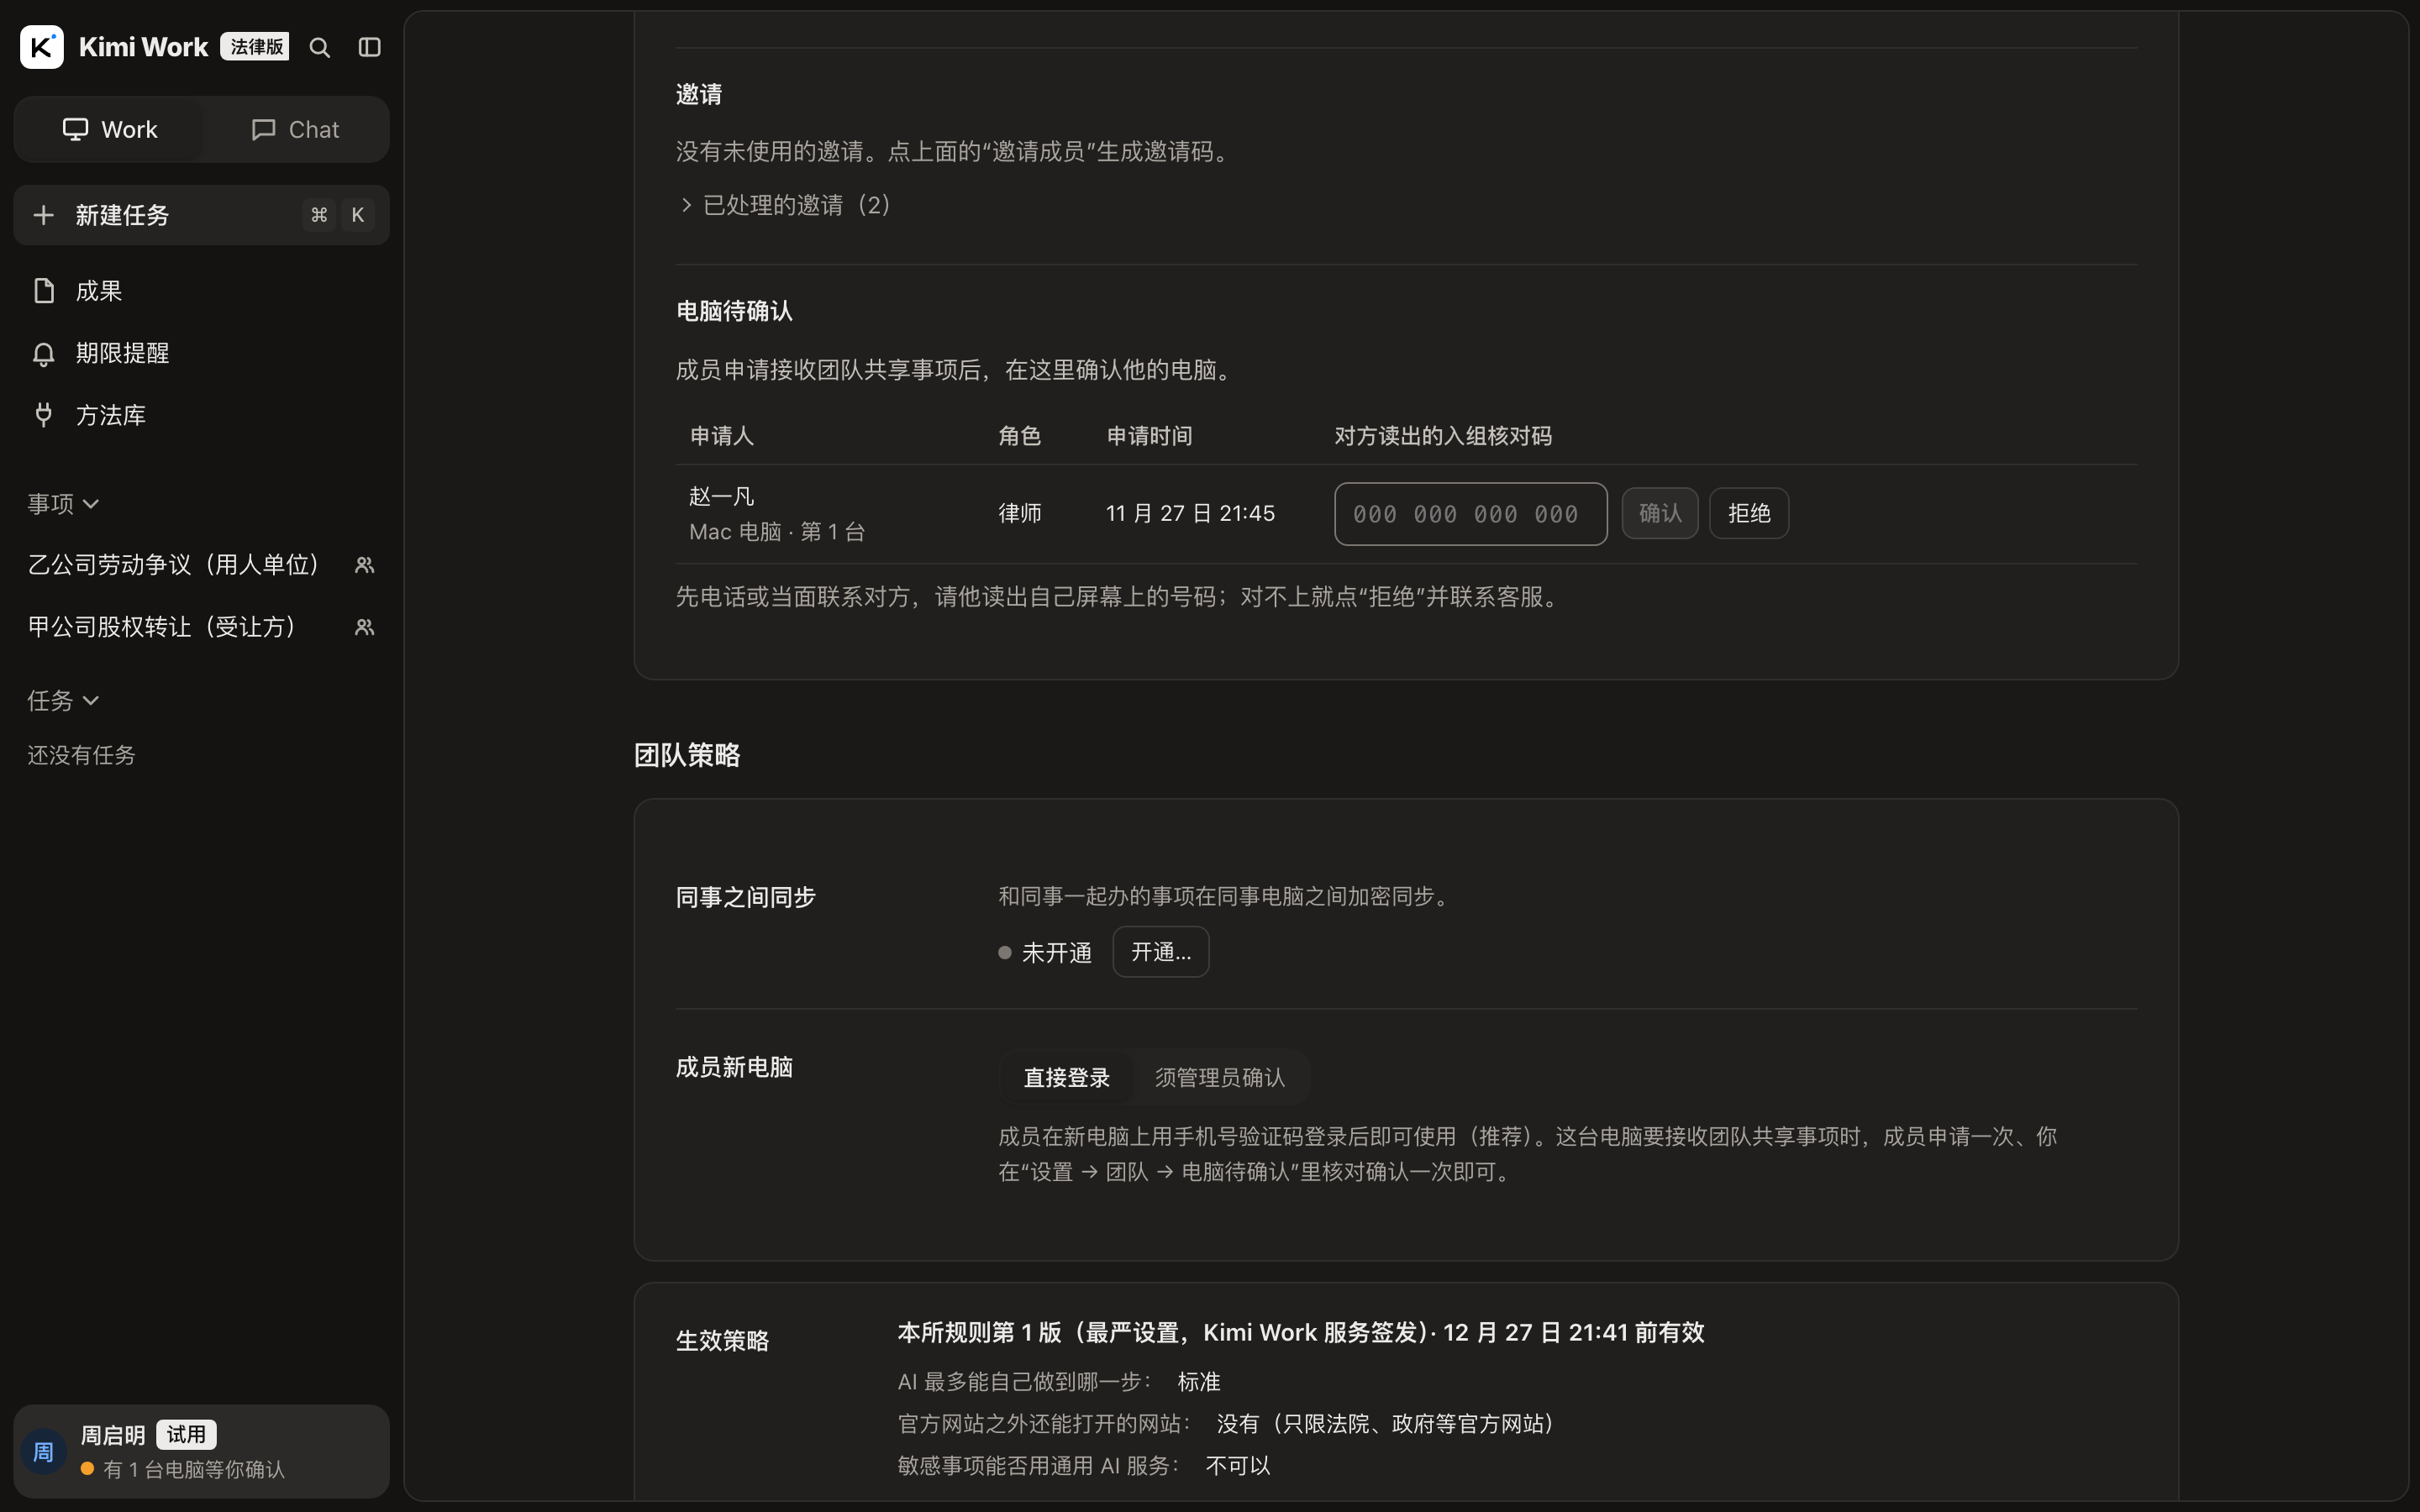 Kimi Work 法律版
Work
Chat
新建任务 ⌘ K
成果
期限提醒
方法库
事项
乙公司劳动争议（用人单位）
甲公司股权转让（受让方）
任务
还没有任务
周 周启明 试用
有 1 台电脑等你确认
邀请
没有未使用的邀请。点上面的“邀请成员”生成邀请码。
已处理的邀请（2）
电脑待确认
成员申请接收团队共享事项后，在这里确认他的电脑。
申请人 角色 申请时间 对方读出的入组核对码
赵一凡
Mac 电脑 · 第 1 台
律师 11 月 27 日 21:45 000 000 000 000 确认 拒绝
先电话或当面联系对方，请他读出自己屏幕上的号码；对不上就点“拒绝”并联系客服。
团队策略
同事之间同步 和同事一起办的事项在同事电脑之间加密同步。
未开通 开通...
成员新电脑 直接登录 须管理员确认
成员在新电脑上用手机号验证码登录后即可使用（推荐）。这台电脑要接收团队共享事项时，成员申请一次、你
在“设置 → 团队 → 电脑待确认”里核对确认一次即可。
生效策略 本所规则第 1 版（最严设置，Kimi Work 服务签发）· 12 月 27 日 21:41 前有效
AI 最多能自己做到哪一步： 标准
官方网站之外还能打开的网站： 没有（只限法院、政府等官方网站）
敏感事项能否用通用 AI 服务： 不可以